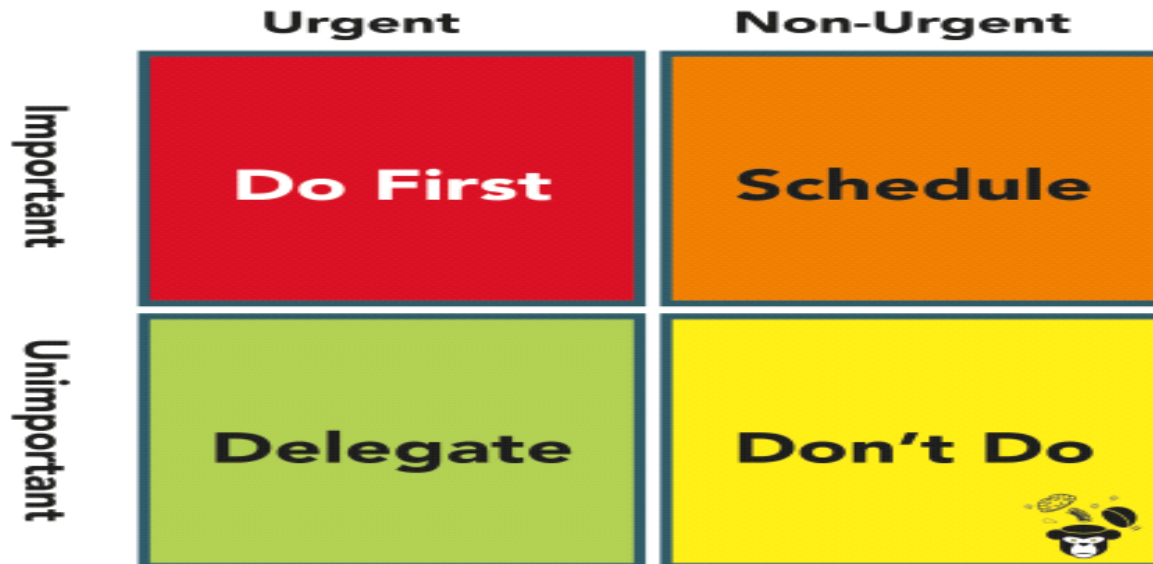 Urgent
Non-Urgent
Important
Do First
Schedule
Unimportant
Delegate
Don't Do